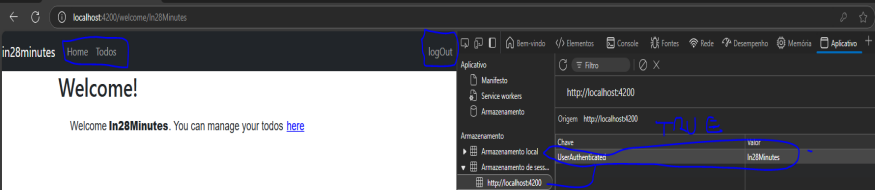 localhost:4200/welcome/In28Minutes
in28minutes Home Todos logOut
Welcome!
Welcome In28Minutes. You can manage your todos here
Bem-vindo Elementos Console Fontes Rede Desempenho Memória Aplicativo
Aplicativo
Manifesto
Service workers
Armazenamento
Armazenamento
Armazenamento local
Armazenamento de sess...
http://localhost:4200
Filtro
http://localhost:4200
Origem http://localhost:4200
TRUE
Chave Valor
UserAuthenticated In28Minutes